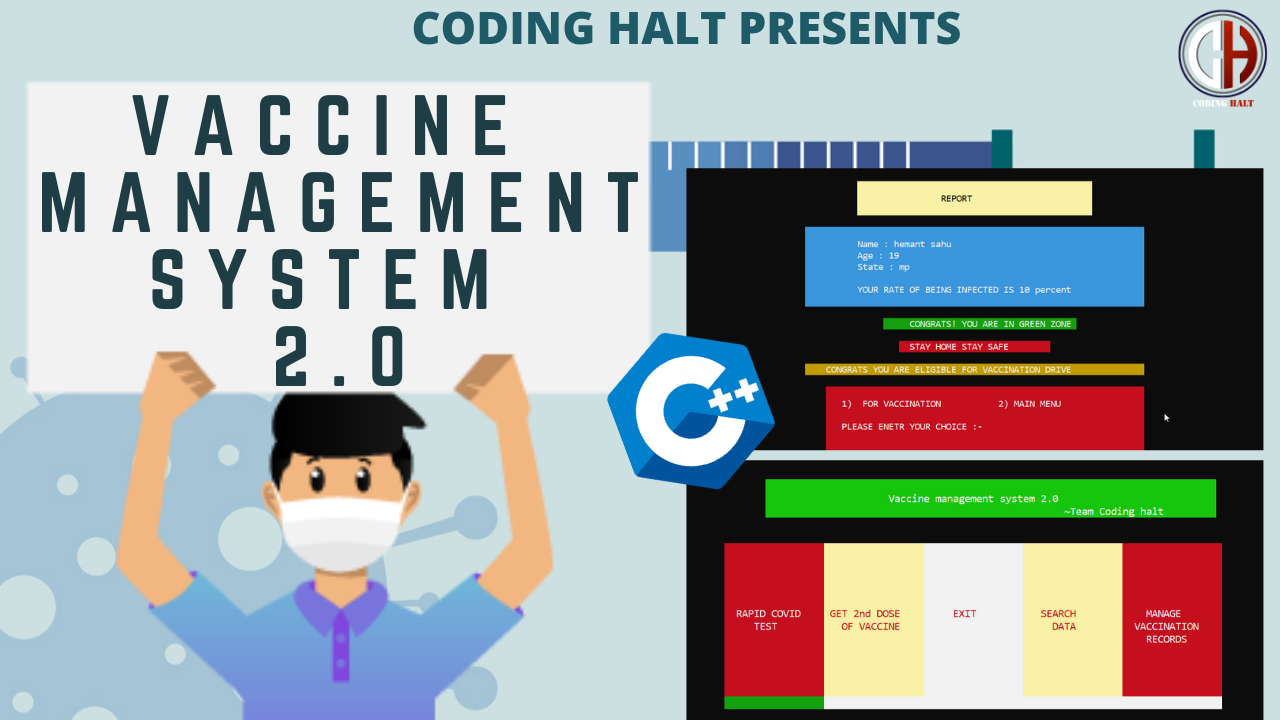 CODING HALT PRESENTS
CH
CODING HALT
VACCINE
MANAGEMENT
SYSTEM
2.0
REPORT
Name : hemant sahu
Age : 19
State : mp
YOUR RATE OF BEING INFECTED IS 10 percent
CONGRATS! YOU ARE IN GREEN ZONE
STAY HOME STAY SAFE
CONGRATS YOU ARE ELIGIBLE FOR VACCINATION DRIVE
1) FOR VACCINATION 2) MAIN MENU
PLEASE ENETR YOUR CHOICE :-
C++
Vaccine management system 2.0
~Team Coding halt
RAPID COVID
TEST
GET 2nd DOSE
OF VACCINE
EXIT
SEARCH
DATA
MANAGE
VACCINATION
RECORDS